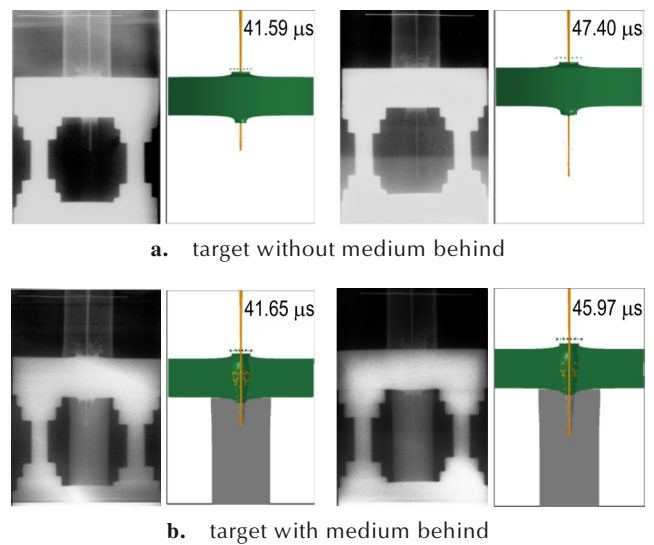 41.59 µs
47.40 µs
a. target without medium behind
41.65 µs
45.97 µs
b. target with medium behind